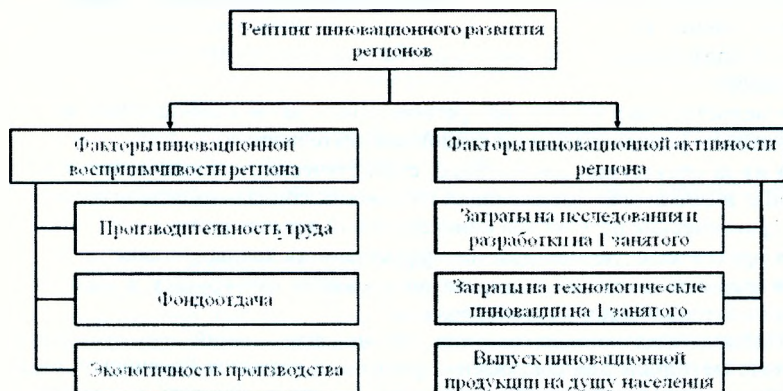 Рейтинг инновационного развития
регионов
Факторы инновационной
восприимчивости региона
Факторы инновационной активности
региона
Производительность труда
Фондоотдача
Экологичность производства
Затраты на исследования и
разработки на 1 занятого
Затраты на технологические
инновации на 1 занятого
Выпуск инновационной
продукции на душу населения